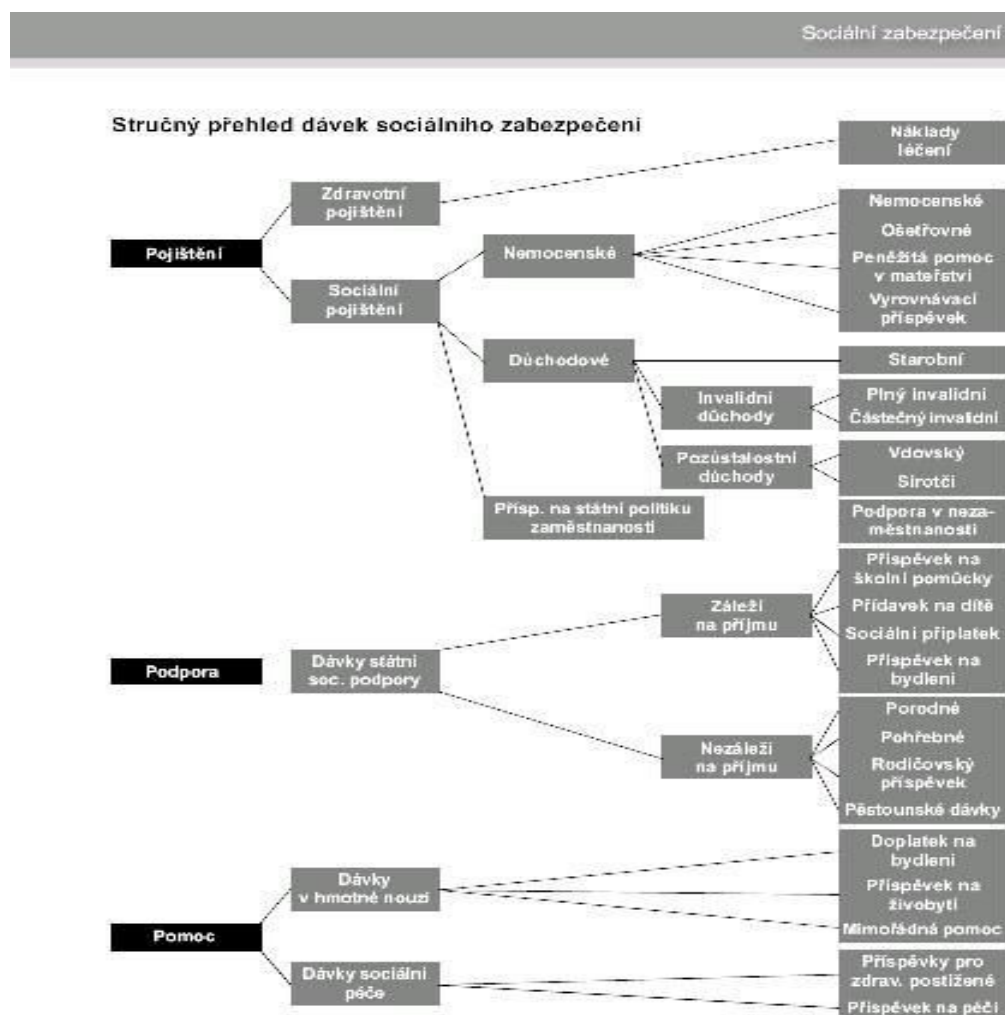 Sociální zabezpečení
Stručný přehled dávek sociálního zabezpečení
Náklady
léčení
Zdravotní
pojištění
Pojištění
Sociální
pojištění
Nemocenské
Nemocenské
Ošetřovné
Peněžitá pomoc
v mateřství
Vyrovnávací
příspěvek
Důchodové
Starobní
Invalidní
důchody
Plný invalidní
Částečný invalidní
Pozůstalostní
důchody
Vdovský
Sirotčí
Přísp. na státní politiku
zaměstnanosti
Podpora v neza-
městnanosti
Podpora
Dávky státní
soc. podpory
Záleží
na příjmu
Příspěvek na
školní pomůcky
Přídavek na dítě
Sociální příplatek
Příspěvek na
bydlení
Nezáleží
na příjmu
Porodné
Pohřebné
Rodičovský
příspěvek
Pěstounské dávky
Pomoc
Dávky
v hmotné nouzi
Doplatek na
bydlení
Příspěvek na
živobytí
Mimořádná pomoc
Dávky sociální
péče
Příspěvky pro
zdrav. postižené
Příspěvek na péči